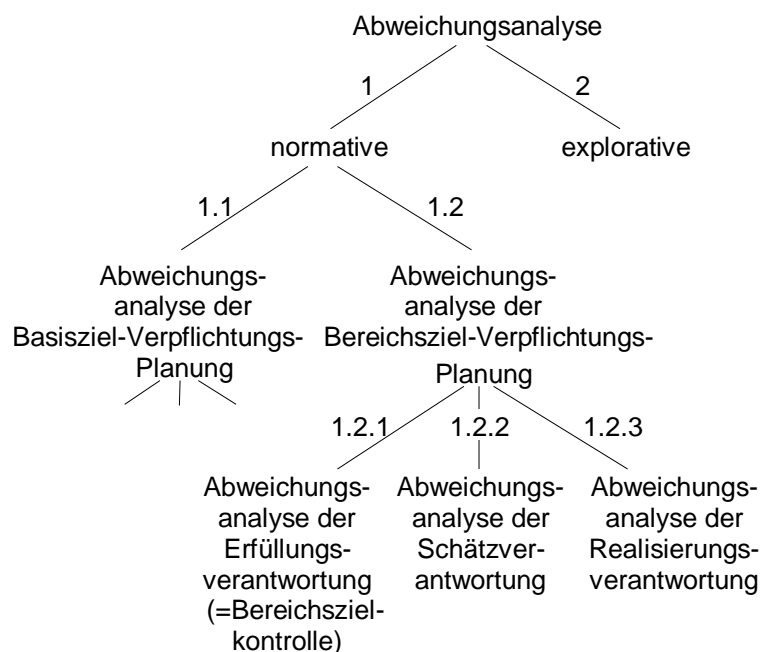 Abweichungsanalyse
1
2
normative
explorative
1.1
1.2
Abweichungs-
analyse der
Basisziel-Verpflichtungs-
Planung
Abweichungs-
analyse der
Bereichsziel-Verpflichtungs-
Planung
1.2.1
1.2.2
1.2.3
Abweichungs-
analyse der
Erfüllungs-
verantwortung
(=Bereichsziel-
kontrolle)
Abweichungs-
analyse der
Schätzver-
antwortung
Abweichungs-
analyse der
Realisierungs-
verantwortung